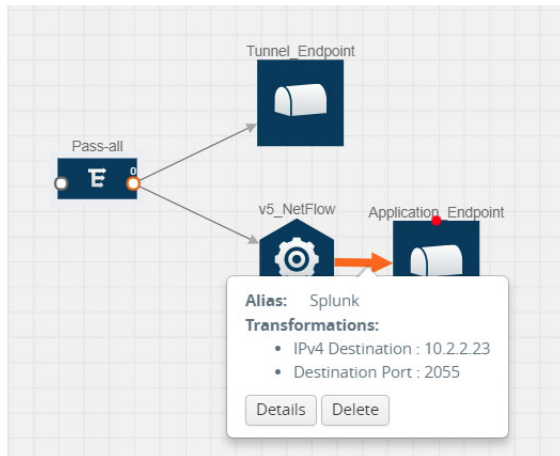 Tunnel_Endpoint
Pass-all
0
v5_NetFlow
Application_Endpoint
Alias: Splunk
Transformations:
• IPv4 Destination : 10.2.2.23
• Destination Port : 2055
Details Delete